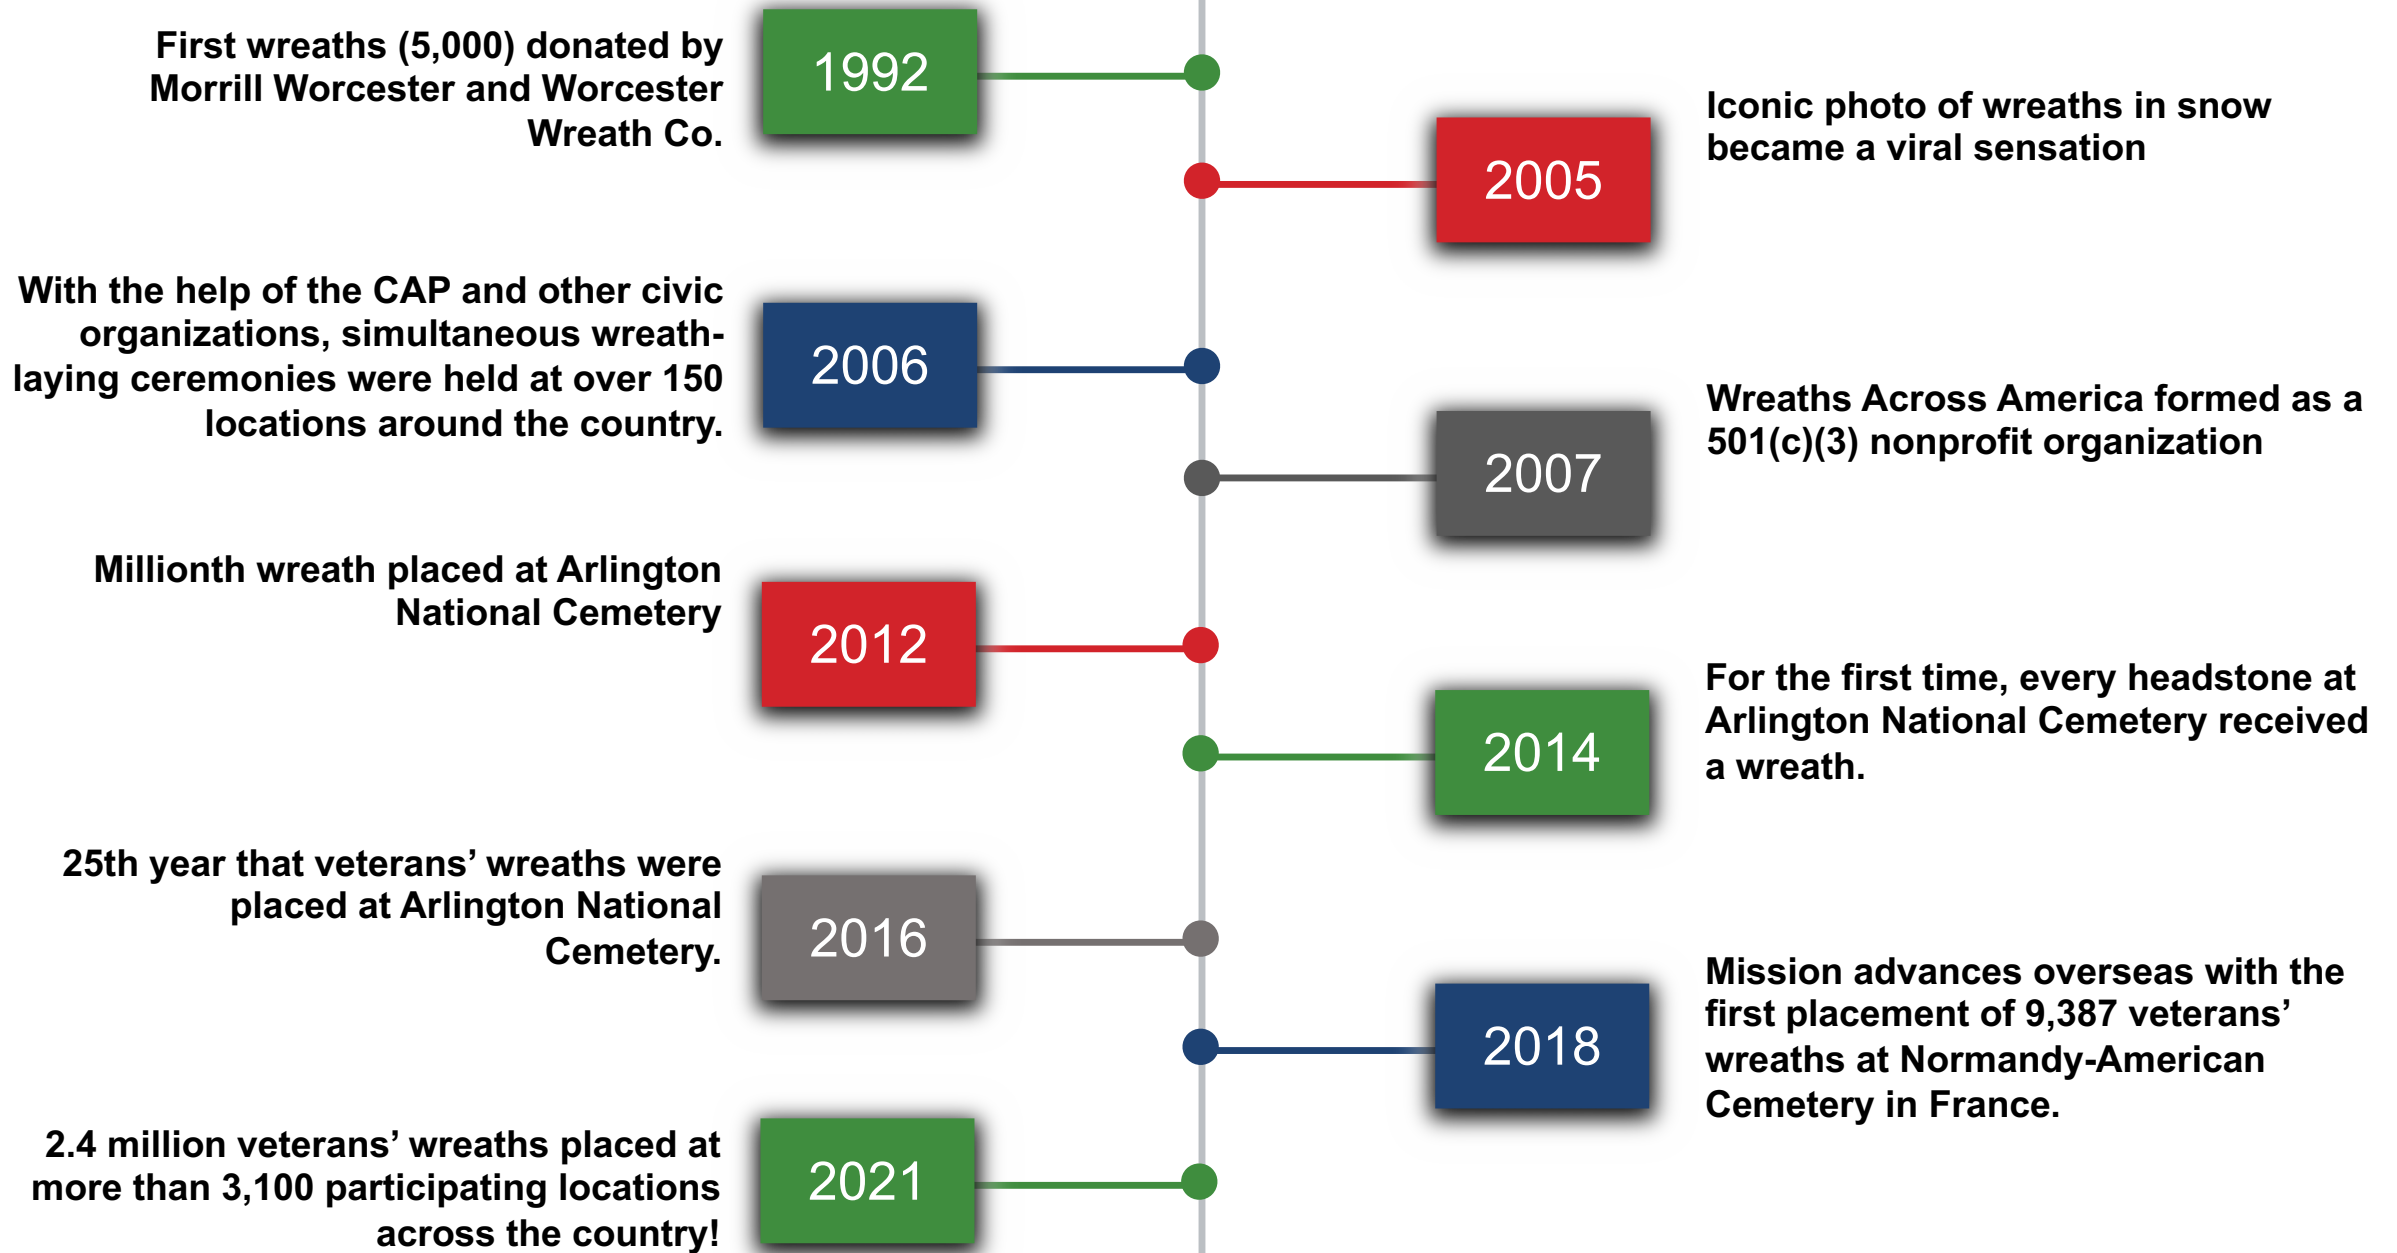 First wreaths (5,000) donated by
Morrill Worcester and Worcester
Wreath Co.
1992
Iconic photo of wreaths in snow
became a viral sensation
2005
With the help of the CAP and other civic
organizations, simultaneous wreath-
laying ceremonies were held at over 150
locations around the country.
2006
Wreaths Across America formed as a
501(c)(3) nonprofit organization
2007
Millionth wreath placed at Arlington
National Cemetery
2012
For the first time, every headstone at
Arlington National Cemetery received
a wreath.
2014
25th year that veterans’ wreaths were
placed at Arlington National
Cemetery.
2016
Mission advances overseas with the
first placement of 9,387 veterans’
wreaths at Normandy-American
Cemetery in France.
2018
2.4 million veterans’ wreaths placed at
more than 3,100 participating locations
across the country!
2021